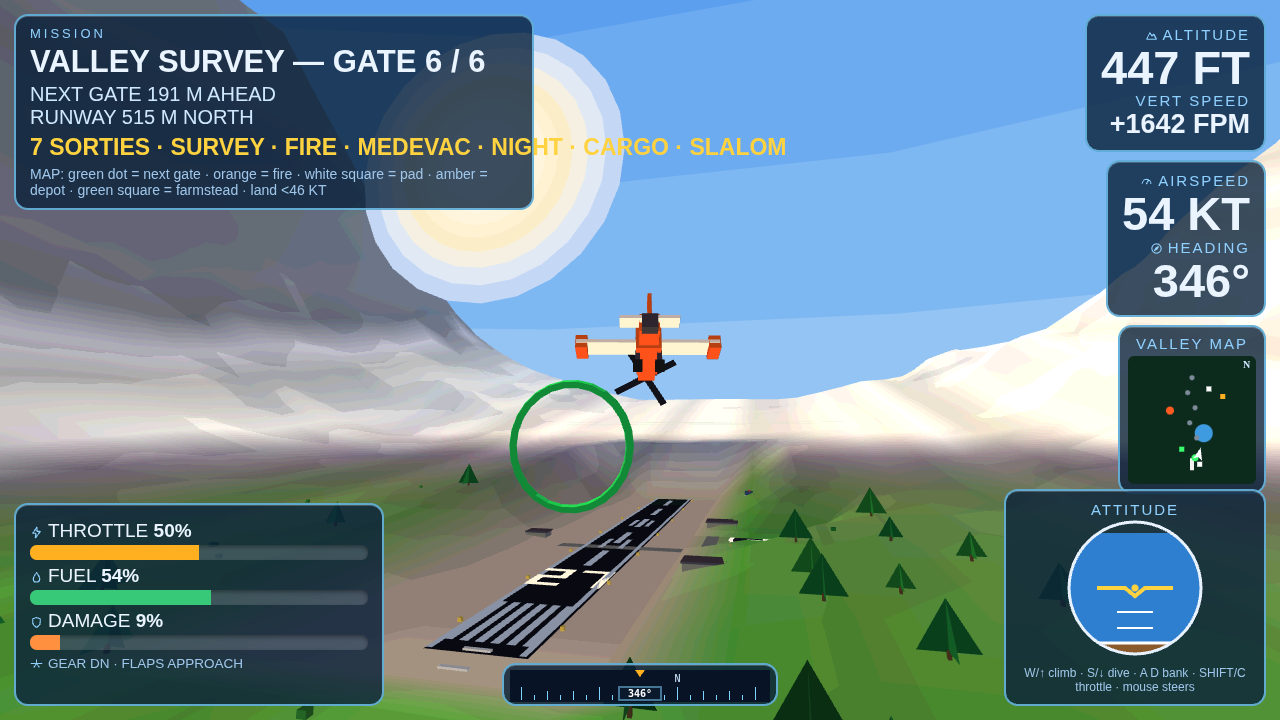 MISSION
VALLEY SURVEY — GATE 6 / 6
NEXT GATE 191 M AHEAD
RUNWAY 515 M NORTH
7 SORTIES · SURVEY · FIRE · MEDEVAC · NIGHT · CARGO · SLALOM
MAP: green dot = next gate · orange = fire · white square = pad · amber =
depot · green square = farmstead · land <46 KT
ALTITUDE
447 FT
VERT SPEED
+1642 FPM
AIRSPEED
54 KT
HEADING
346°
VALLEY MAP
N
THROTTLE 50%
FUEL 54%
DAMAGE 9%
GEAR DN · FLAPS APPROACH
N
346°
ATTITUDE
W/↑ climb · S/↓ dive · A D bank · SHIFT/C
throttle · mouse steers